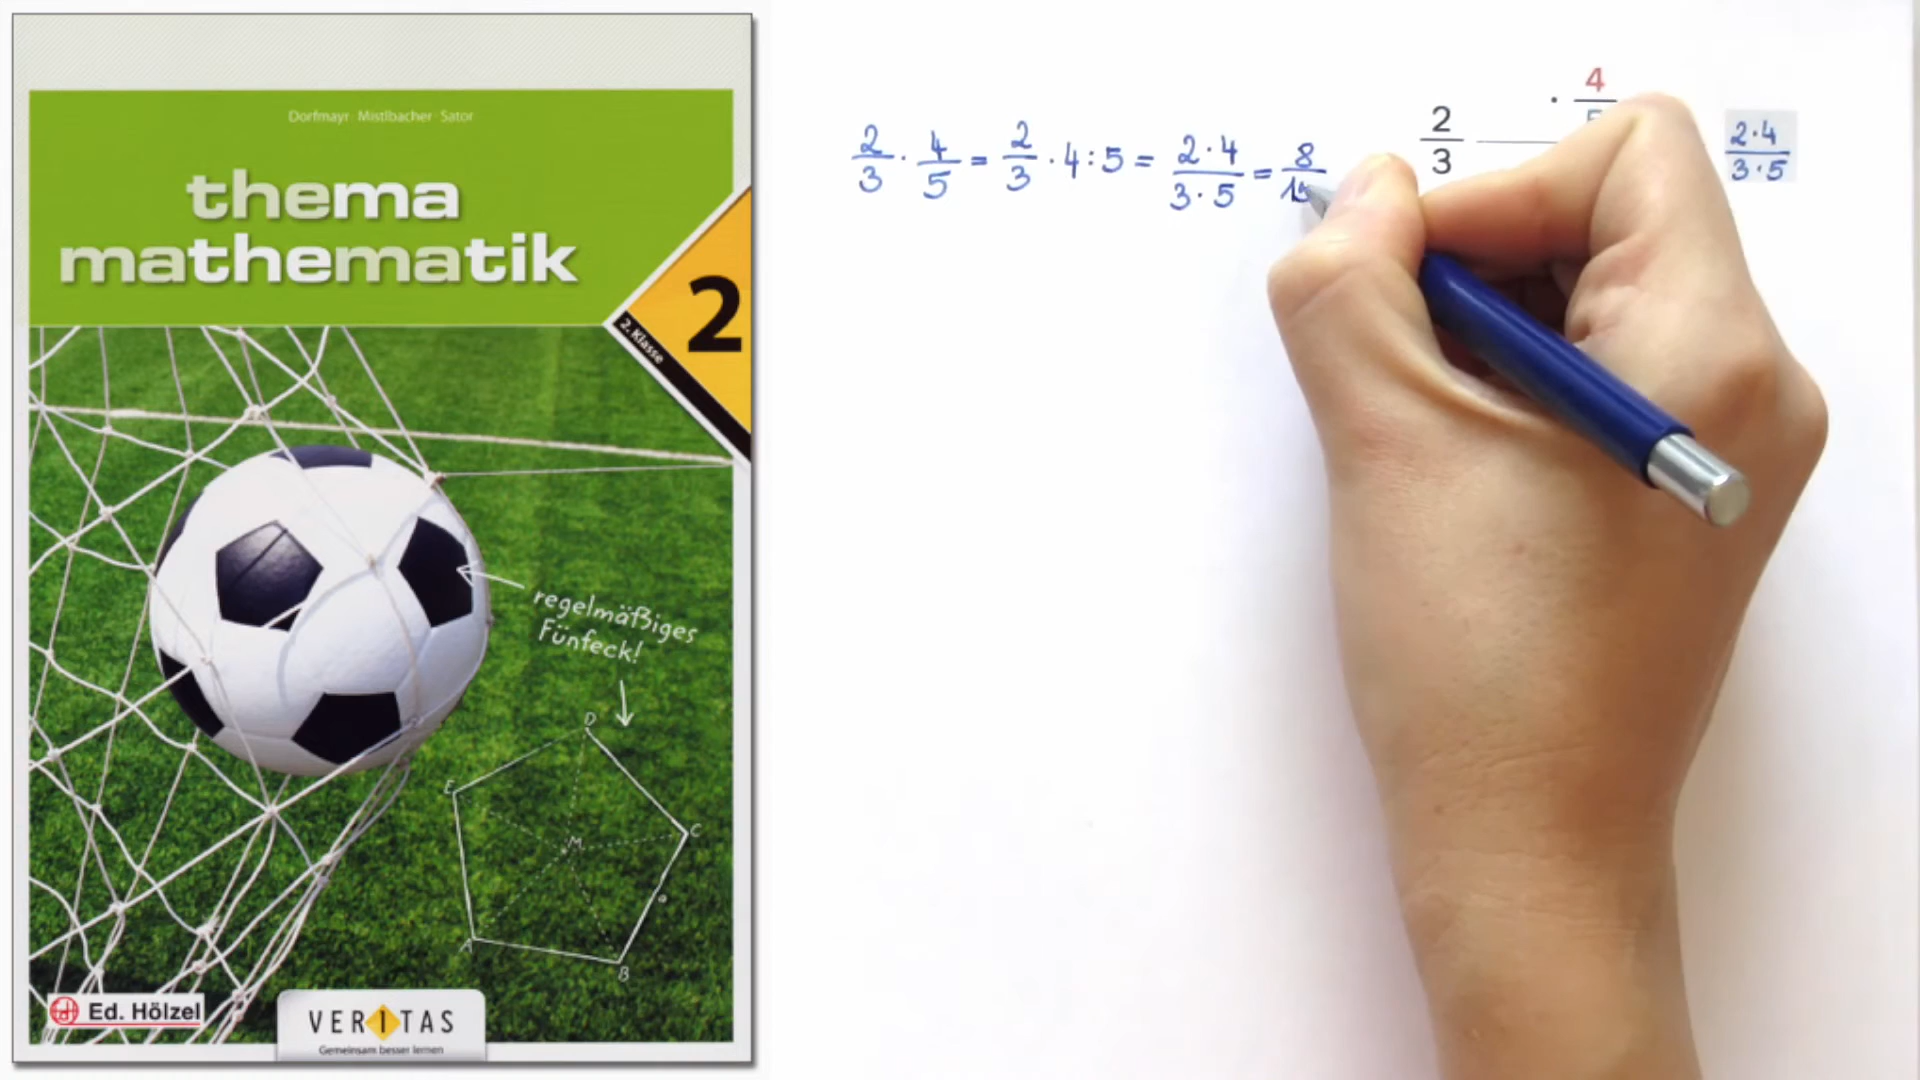 Dorfmayr · Mistlbacher · Sator
thema
mathematik
2
2. Klasse
regelmäßiges
Fünfeck!
D
E
C
M
a
A
B
Ed. Hölzel
VERITAS
Gemeinsam besser lernen
2/3 · 4/5 = 2/3 · 4 : 5 = 2 · 4 / 3 · 5 = 8/15
2/3 · 4
2 · 4 / 3 · 5